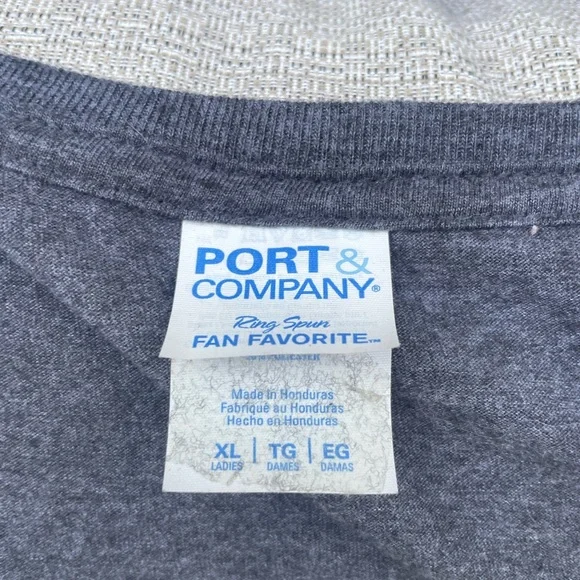 PORT &
COMPANY®
Ring Spun
FAN FAVORITE™
POLYESTER
Made in Honduras
Fabriqué au Honduras
Hecho en Honduras
XL | TG | EG
LADIES DAMES DAMAS